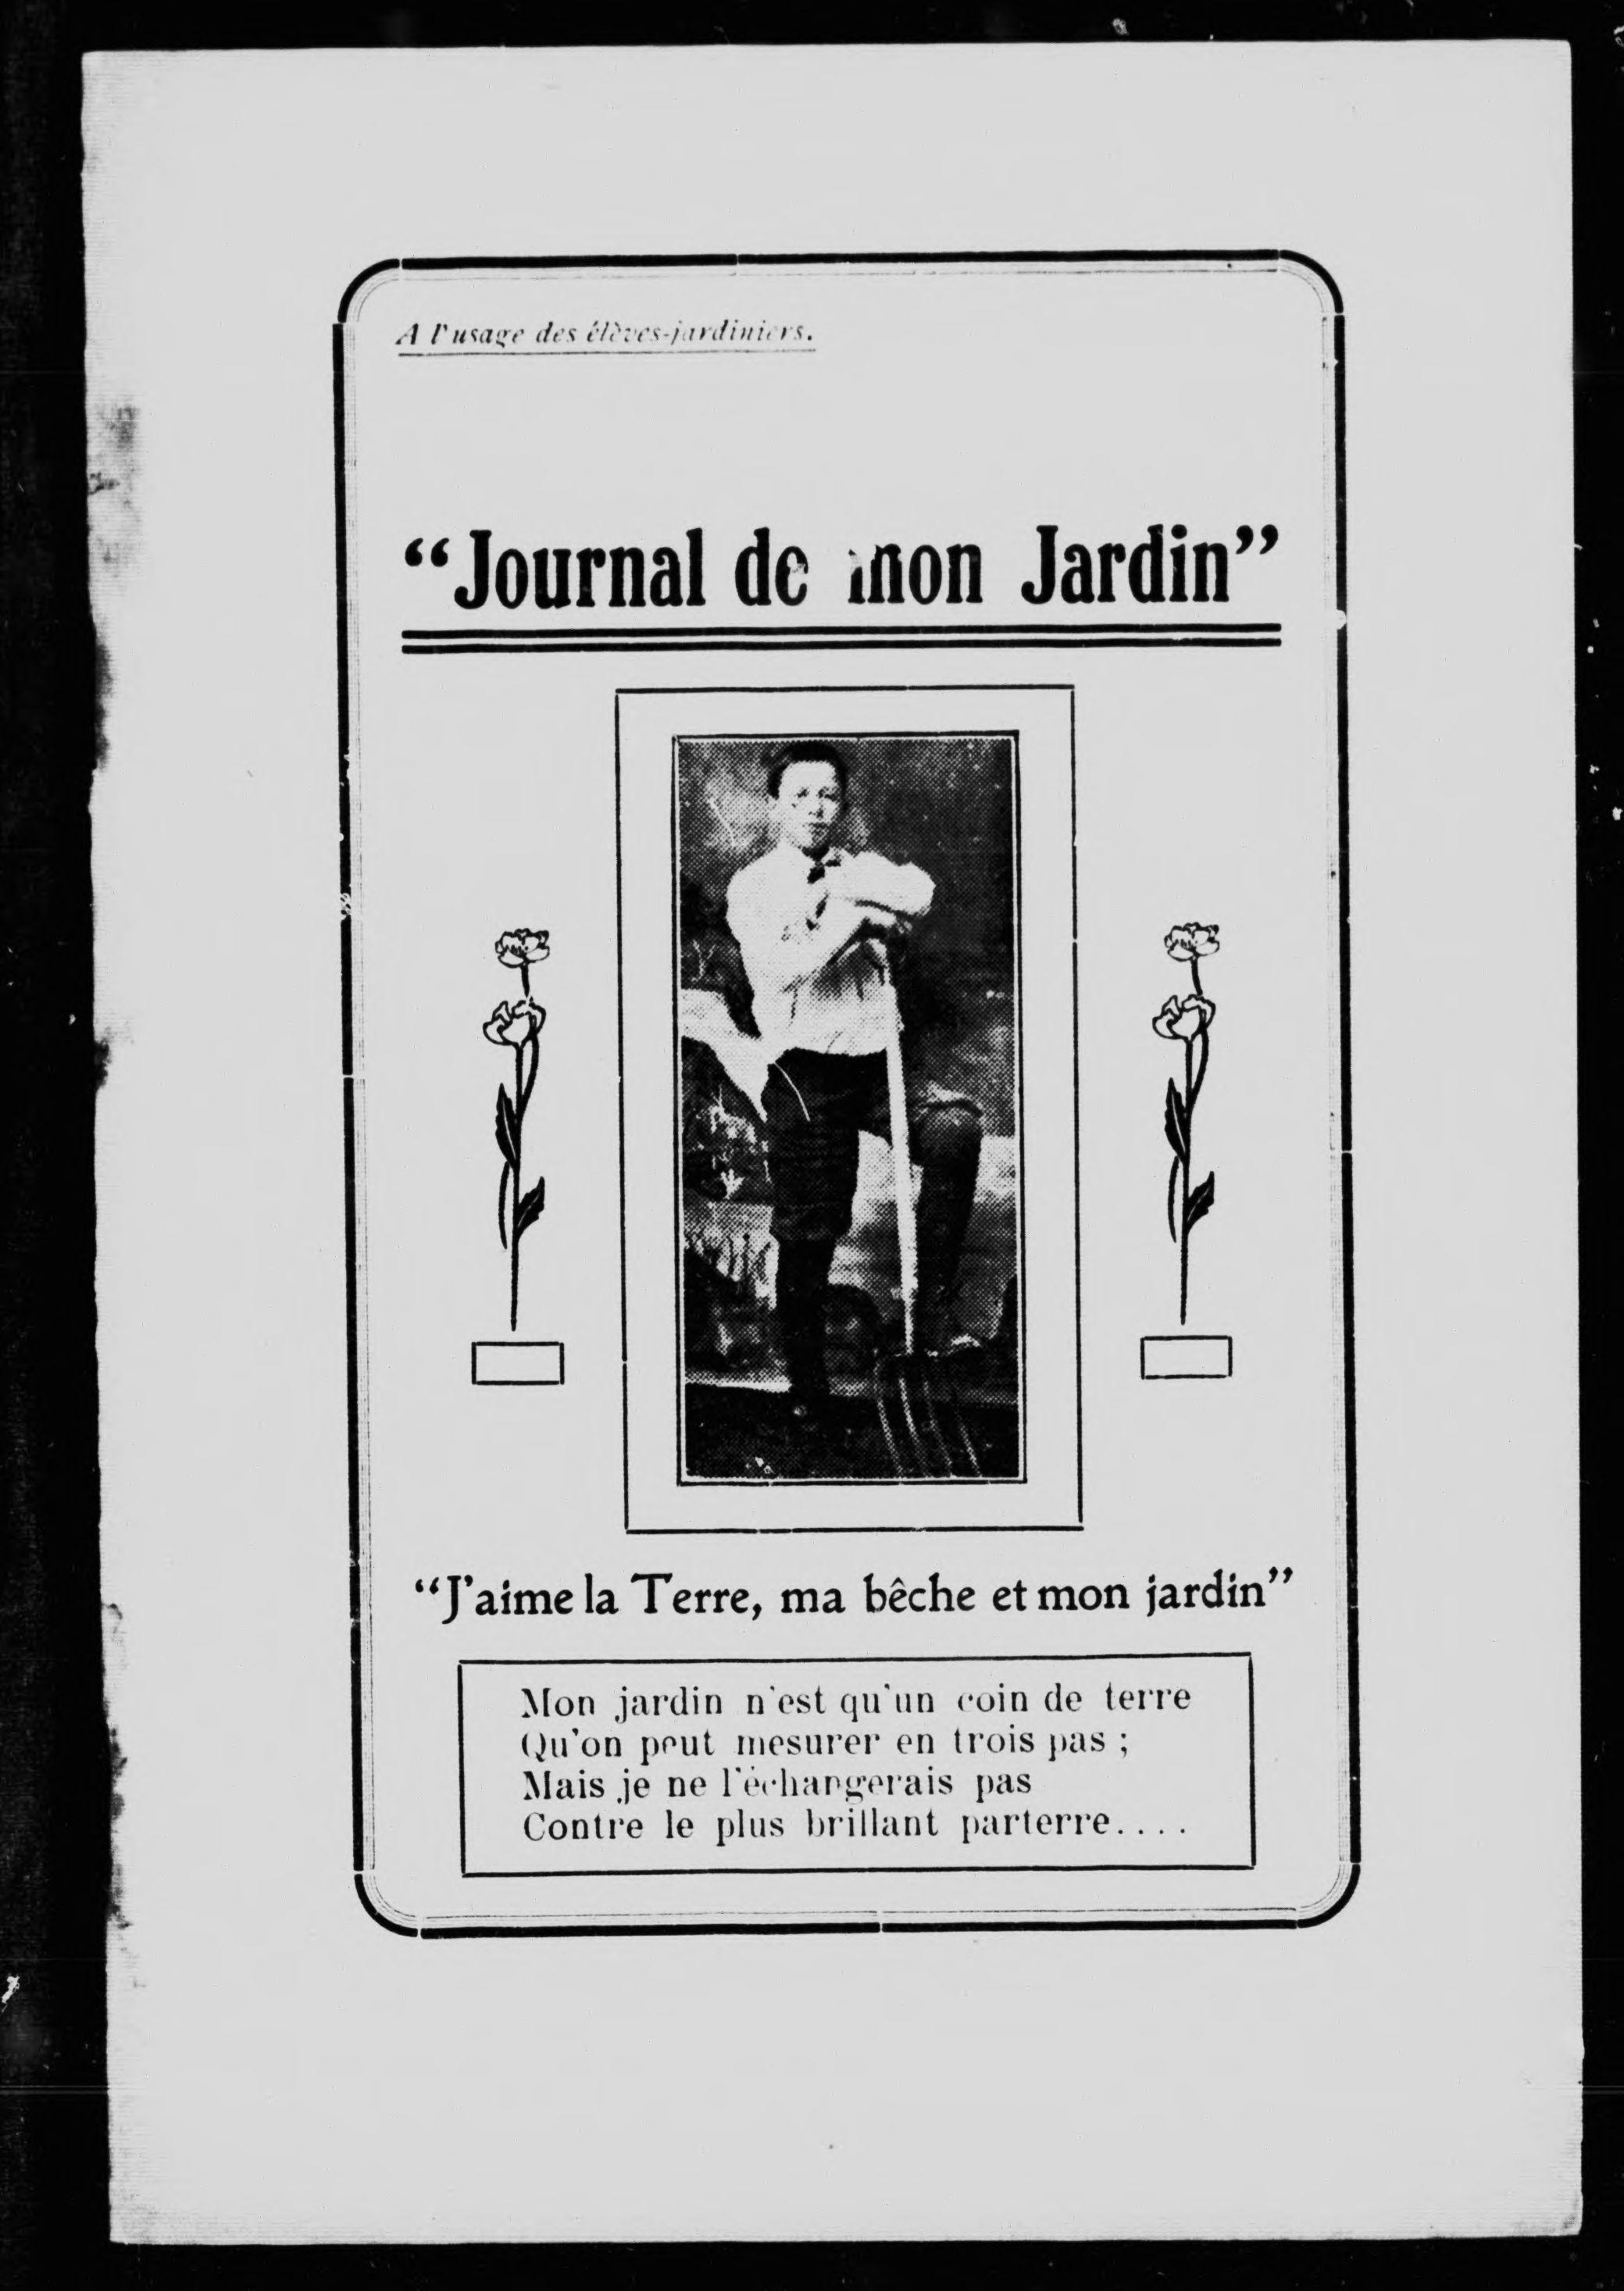 A l'usage des élèves-jardiniers.
“Journal de mon Jardin”
“J'aime la Terre, ma bêche et mon jardin”
Mon jardin n'est qu'un coin de terre
Qu'on peut mesurer en trois pas ;
Mais je ne l'échangerais pas
Contre le plus brillant parterre....